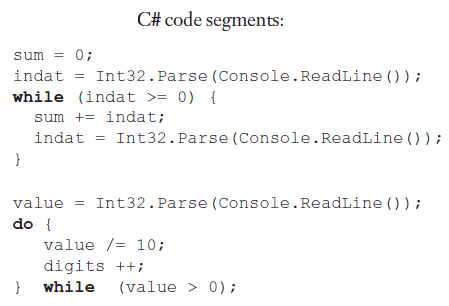 C# code segments:
sum = 0;
indat = Int32.Parse(Console.ReadLine());
while (indat >= 0) {
sum += indat;
indat = Int32.Parse(Console.ReadLine());
}
value = Int32.Parse(Console.ReadLine());
do {
value /= 10;
digits ++;
} while (value > 0);